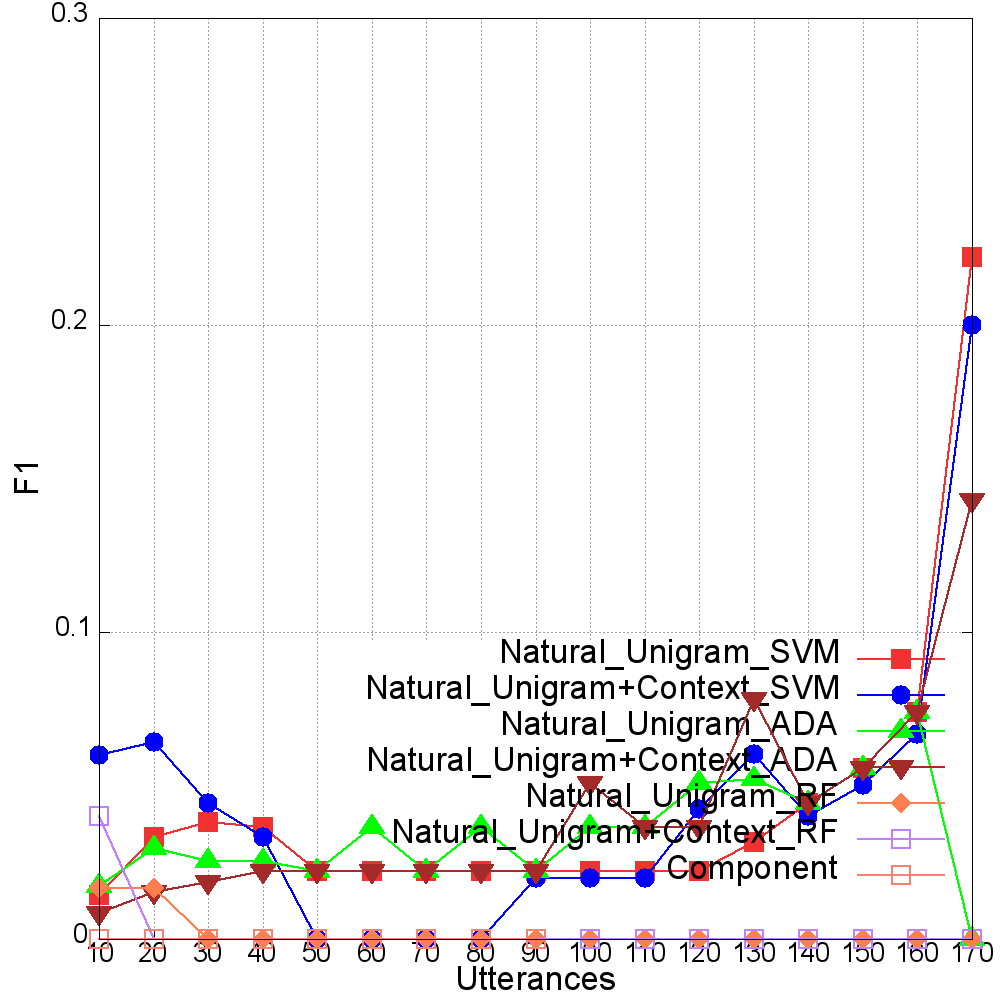 0.3
0.2
0.1
0
F1
Natural_Unigram_SVM
Natural_Unigram+Context_SVM
Natural_Unigram_ADA
Natural_Unigram+Context_ADA
Natural_Unigram_RF
Natural_Unigram+Context_RF
Component
10 20 30 40 50 60 70 80 90 100 110 120 130 140 150 160 170
Utterances